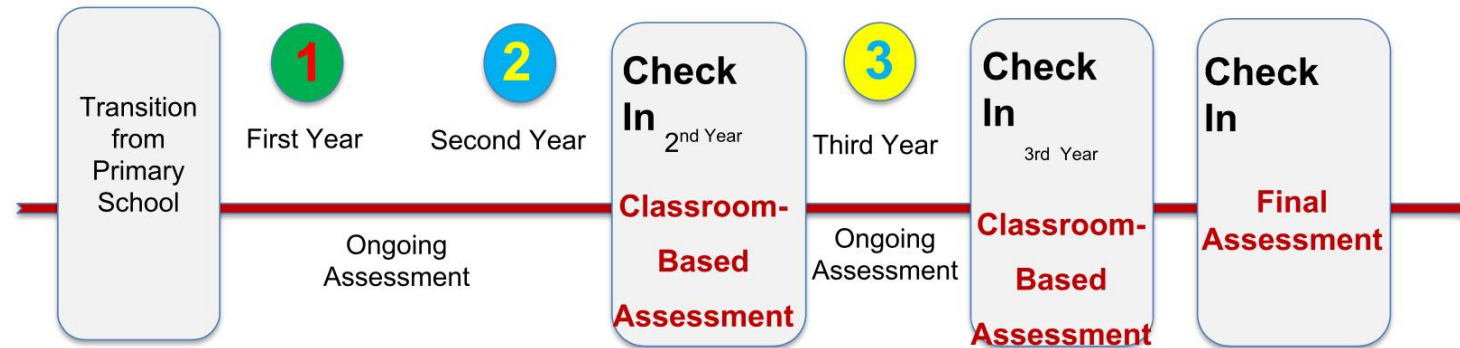 Transition
from
Primary
School
1
First Year
2
Second Year
Ongoing
Assessment
Check
In
2nd Year
Classroom-
Based
Assessment
3
Third Year
Ongoing
Assessment
Check
In
3rd Year
Classroom-
Based
Assessment
Check
In
Final
Assessment